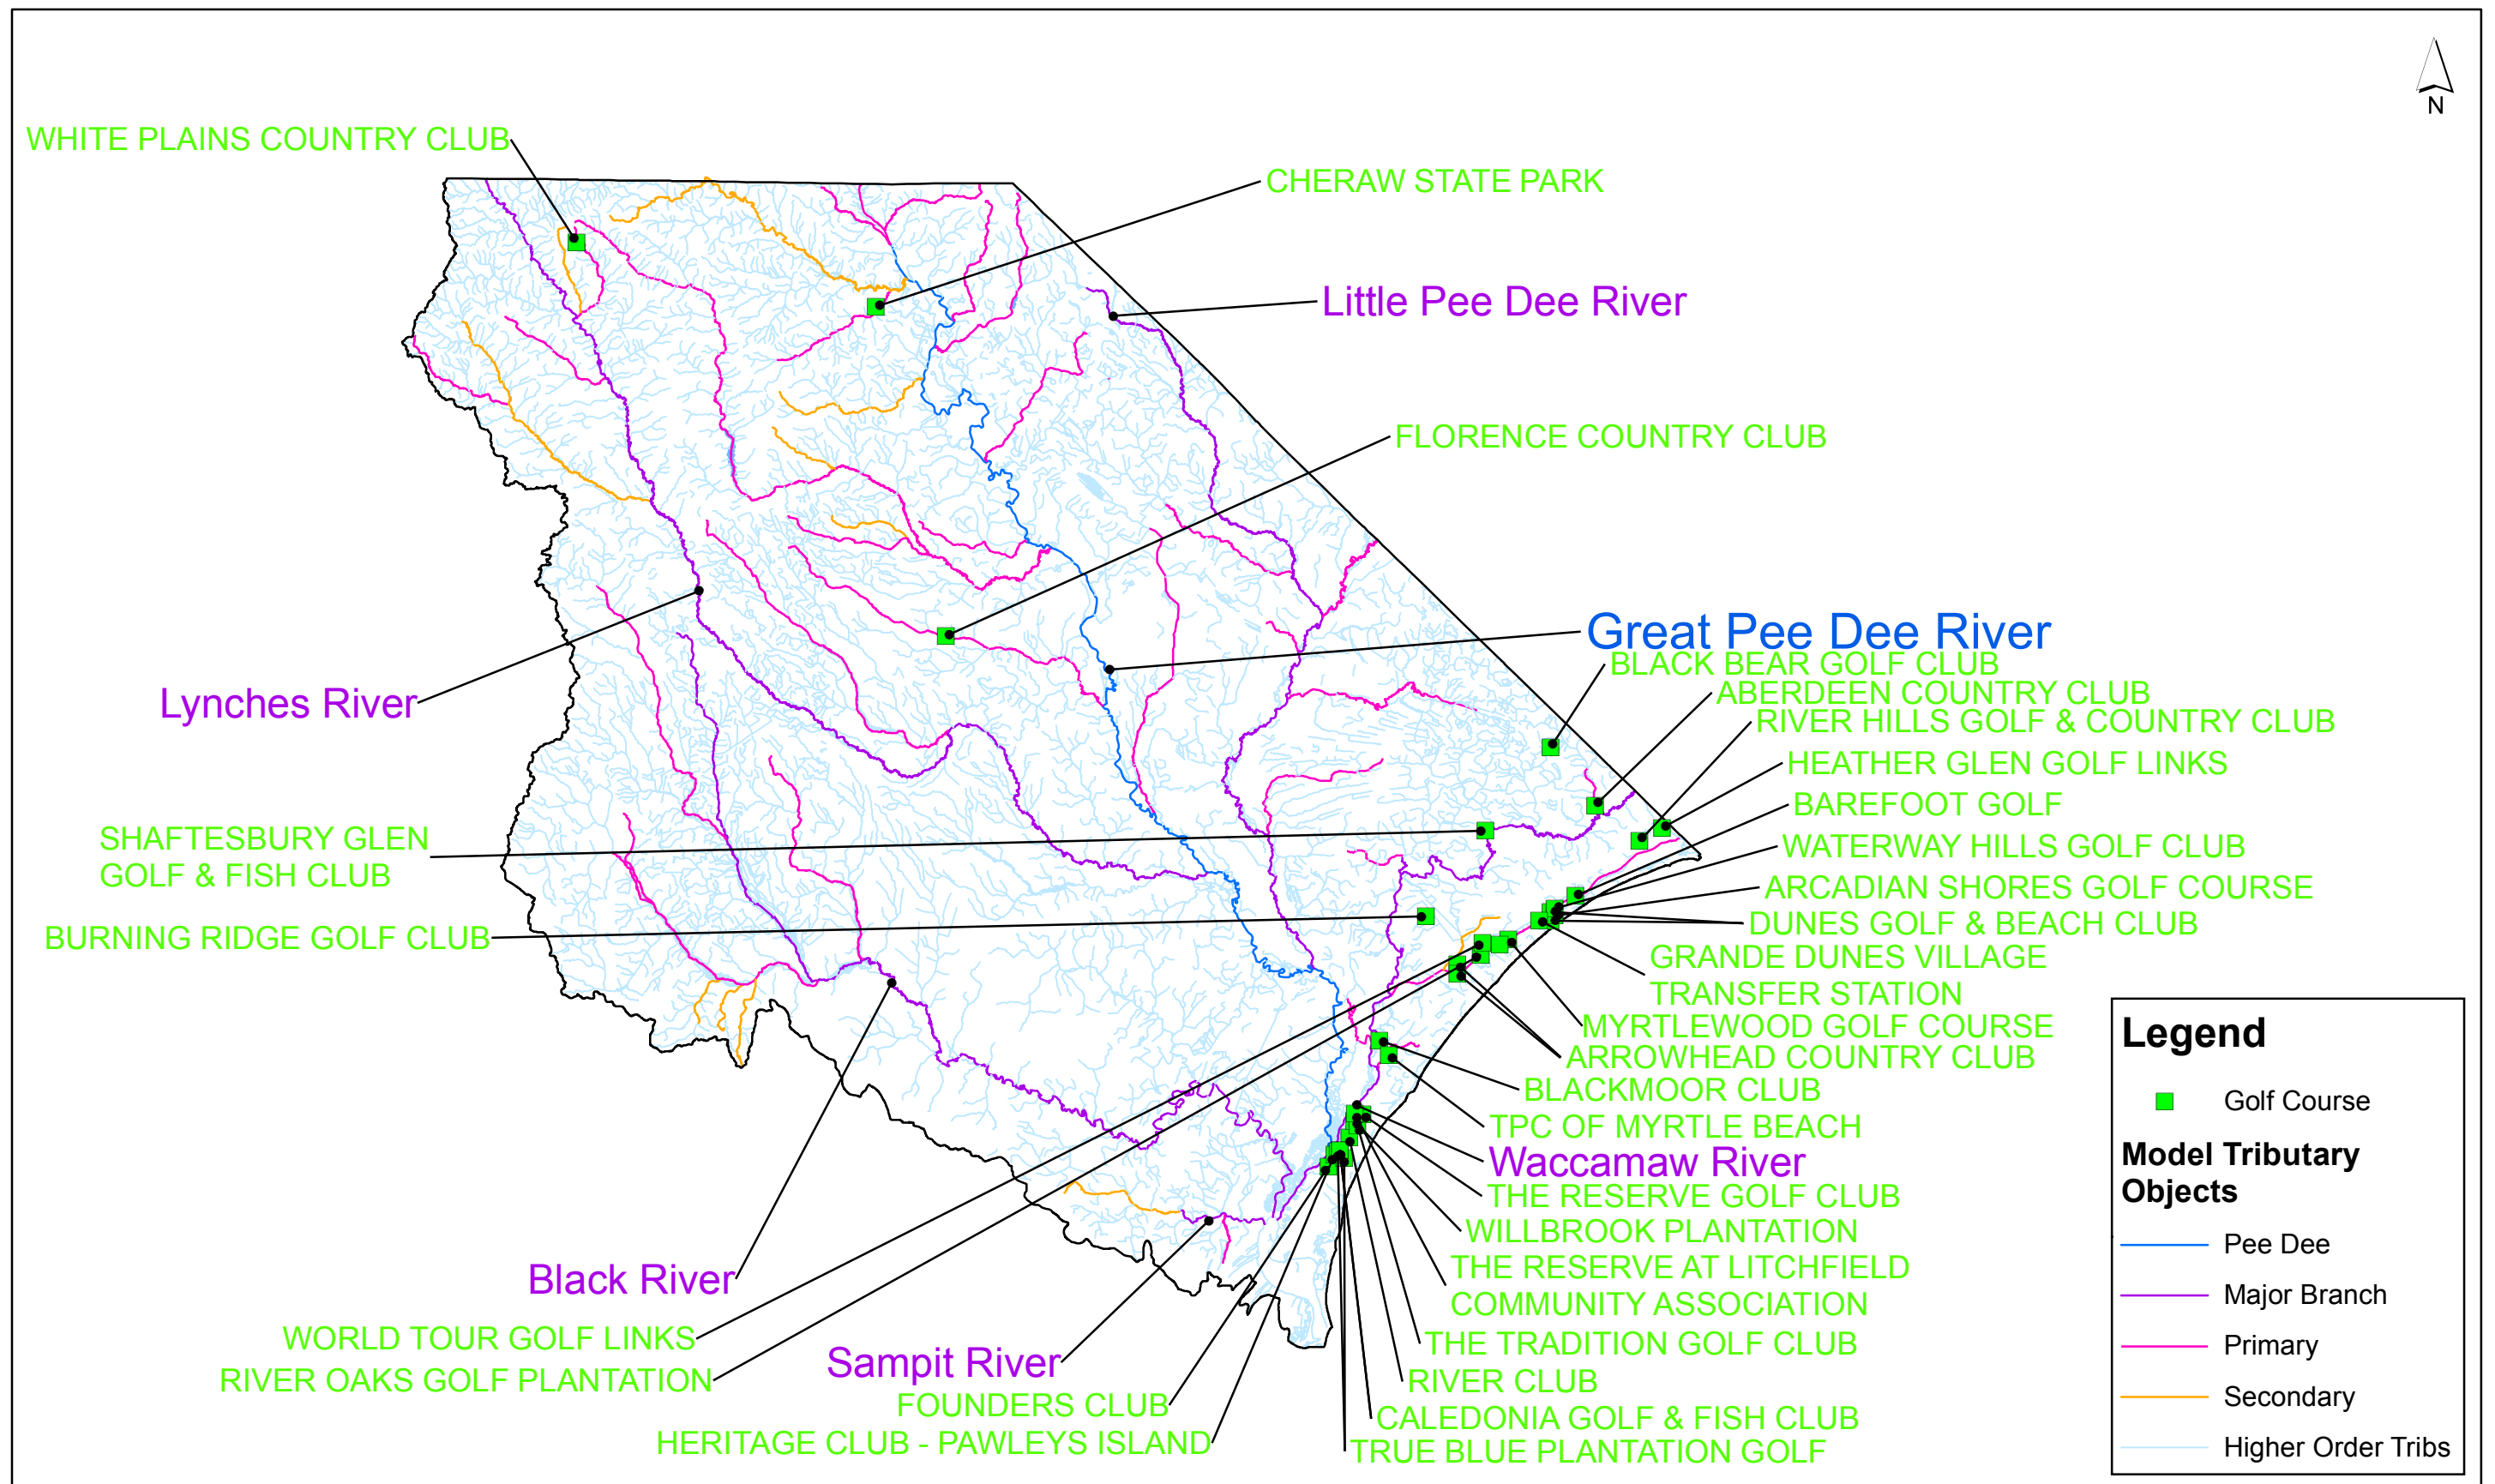 N
WHITE PLAINS COUNTRY CLUB
CHERAW STATE PARK
Little Pee Dee River
FLORENCE COUNTRY CLUB
Great Pee Dee River
BLACK BEAR GOLF CLUB
ABERDEEN COUNTRY CLUB
Lynches River
RIVER HILLS GOLF & COUNTRY CLUB
HEATHER GLEN GOLF LINKS
BAREFOOT GOLF
SHAFTESBURY GLEN
GOLF & FISH CLUB
WATERWAY HILLS GOLF CLUB
ARCADIAN SHORES GOLF COURSE
DUNES GOLF & BEACH CLUB
BURNING RIDGE GOLF CLUB
GRANDE DUNES VILLAGE
TRANSFER STATION
MYRTLEWOOD GOLF COURSE
ARROWHEAD COUNTRY CLUB
BLACKMOOR CLUB
TPC OF MYRTLE BEACH
Waccamaw River
THE RESERVE GOLF CLUB
WILLBROOK PLANTATION
THE RESERVE AT LITCHFIELD
COMMUNITY ASSOCIATION
Black River
WORLD TOUR GOLF LINKS
THE TRADITION GOLF CLUB
Sampit River
RIVER OAKS GOLF PLANTATION
RIVER CLUB
FOUNDERS CLUB
CALEDONIA GOLF & FISH CLUB
HERITAGE CLUB - PAWLEYS ISLAND
TRUE BLUE PLANTATION GOLF
Legend
Golf Course
Model Tributary
Objects
Pee Dee
Major Branch
Primary
Secondary
Higher Order Tribs